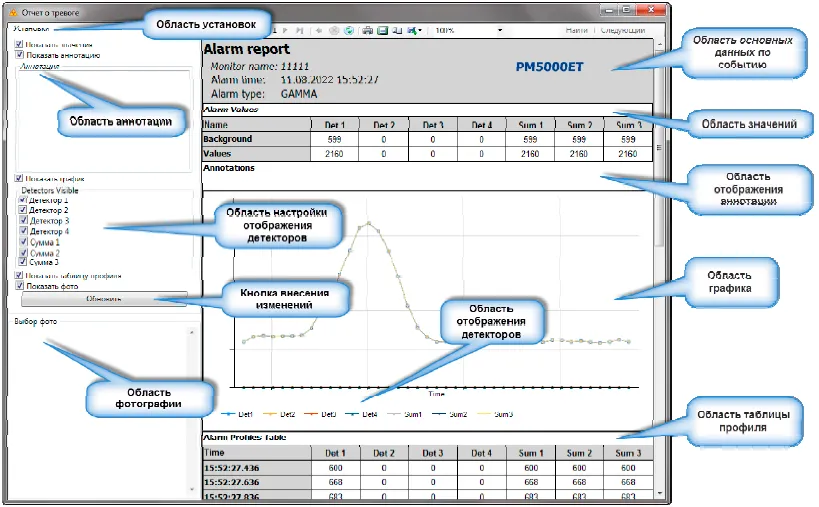 Отчет о тревоге
Установки
Область установок
1
100%
Найти | Следующий
Показать значения
Показать аннотацию
Аннотация
Область аннотации
Показать график
Detectors Visible
Детектор 1
Детектор 2
Детектор 3
Детектор 4
Сумма 1
Сумма 2
Сумма 3
Показать таблицу профиля
Показать фото
Обновить
Выбор фото
Область
фотографии
Область настройки
отображения
детекторов
Кнопка внесения
изменений
Alarm report
Monitor name: 11111
Alarm time: 11.08.2022 15:52:27
Alarm type: GAMMA
PM5000ET
Alarm Values
Name Det 1 Det 2 Det 3 Det 4 Sum 1 Sum 2 Sum 3
Background 599 0 0 0 599 599 599
Values 2160 0 0 0 2160 2160 2160
Annotations
Область
отображения
детекторов
Time
Det1 Det2 Det3 Det4 Sum1 Sum2 Sum3
Alarm Profiles Table
Time Det 1 Det 2 Det 3 Det 4 Sum 1 Sum 2 Sum 3
15:52:27.436 600 0 0 0 600 600 600
15:52:27.636 668 0 0 0 668 668 668
15:52:27.836 683 0 0 0 683 683 683
Область основных
данных по
событию
Область значений
Область
отображения
аннотации
Область
графика
Область таблицы
профиля